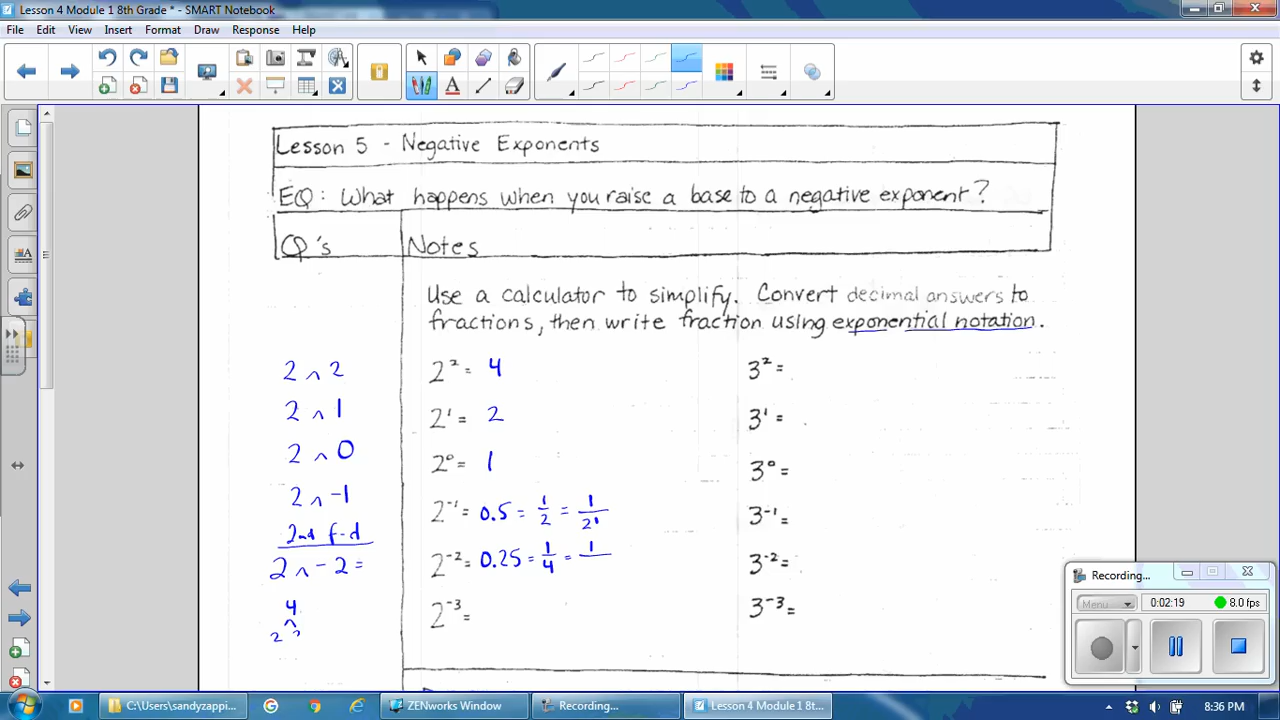 Lesson 4 Module 1 8th Grade * - SMART Notebook
File Edit View Insert Format Draw Response Help
Lesson 5 - Negative Exponents
EQ: What happens when you raise a base to a negative exponent?
Q's Notes
Use a calculator to simplify. Convert decimal answers to
fractions, then write fraction using exponential notation.
2 ^ 2 2² = 4 3² =
2 ^ 1 2¹ = 2 3¹ =
2 ^ 0 2⁰ = 1 3⁰ =
2 ^ -1 2⁻¹ = 0.5 = 1/2 = 1/2¹ 3⁻¹ =
2nd f-d
2 ^ -2 = 2⁻² = 0.25 = 1/4 = 1/ 3⁻² =
4
^
2 2
2⁻³ = 3⁻³ =
Recording...
Menu 0:02:19 8.0 fps
C:\Users\sandyzappi... ZENworks Window Recording... Lesson 4 Module 1 8t... 8:36 PM